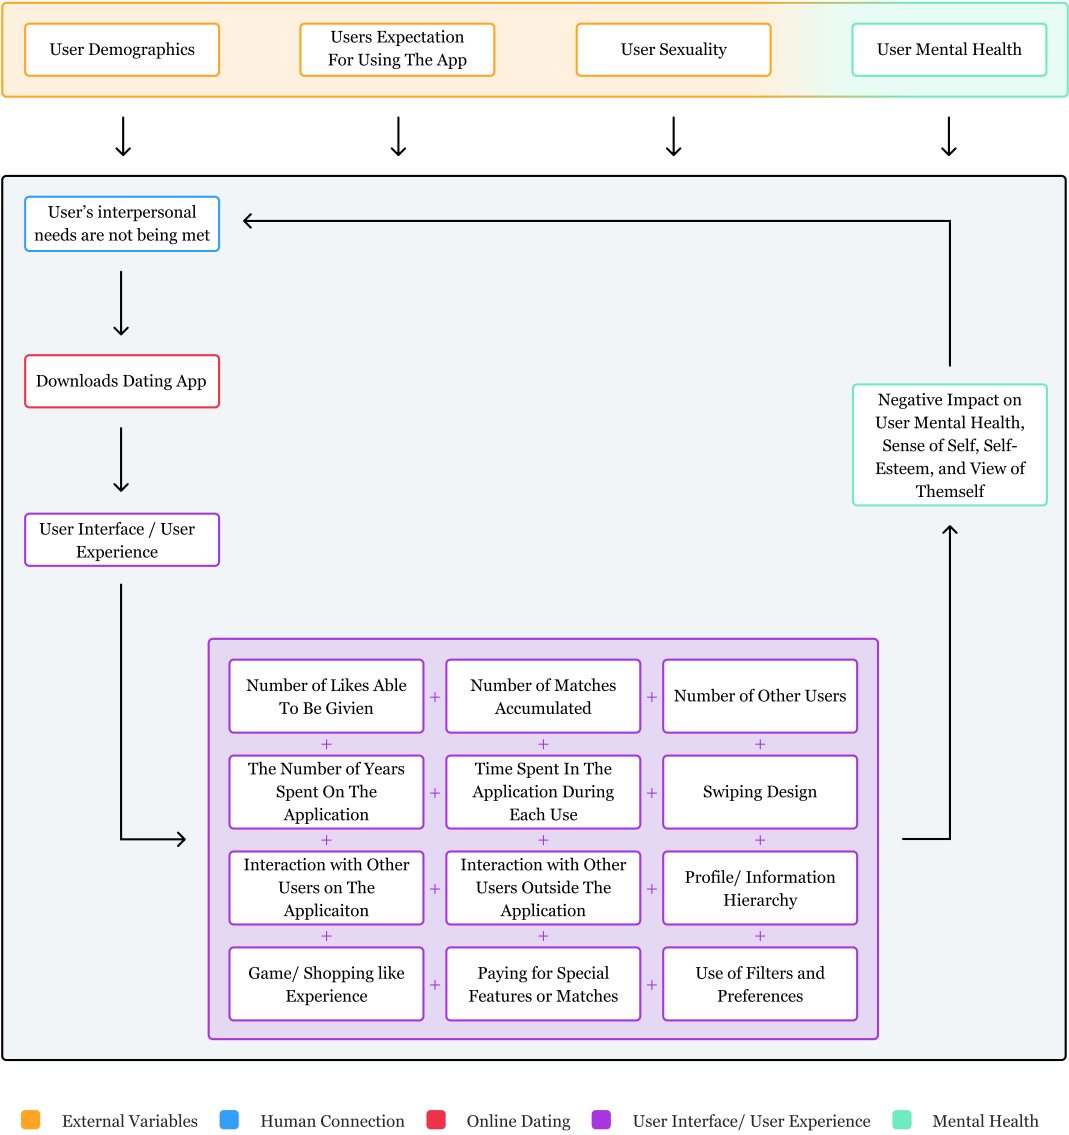 User Demographics
Users Expectation
For Using The App
User Sexuality
User Mental Health
User's interpersonal
needs are not being met
Downloads Dating App
Negative Impact on
User Mental Health,
Sense of Self, Self-
Esteem, and View of
Themself
User Interface / User
Experience
Number of Likes Able
To Be Givien
+
Number of Matches
Accumulated
+
Number of Other Users
+
+
+
The Number of Years
Spent On The
Application
+
Time Spent In The
Application During
Each Use
+
Swiping Design
+
+
+
Interaction with Other
Users on The
Applicaiton
+
Interaction with Other
Users Outside The
Application
+
Profile/ Information
Hierarchy
+
+
+
Game/ Shopping like
Experience
+
Paying for Special
Features or Matches
+
Use of Filters and
Preferences
External Variables
Human Connection
Online Dating
User Interface/ User Experience
Mental Health